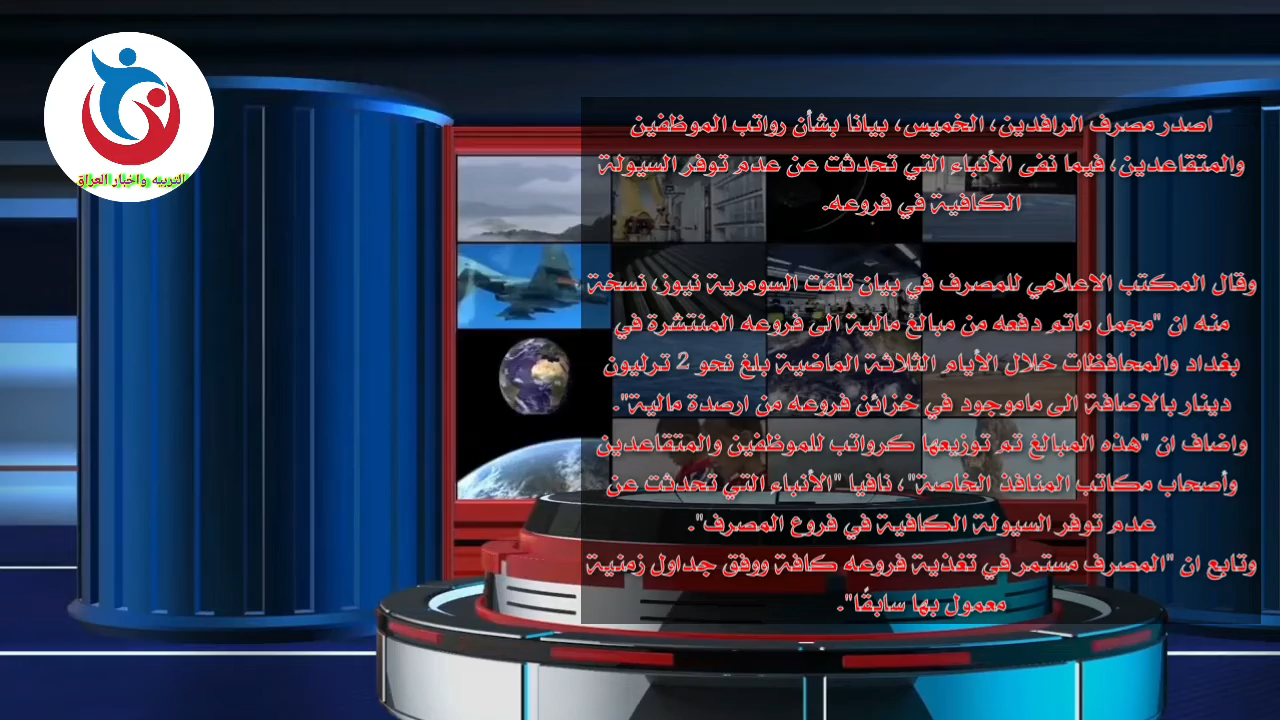 التربيه واخبار العراق
اصدر مصرف الرافدين، الخميس، بيانا بشأن رواتب الموظفين
والمتقاعدين، فيما نفى الأنباء التي تحدثت عن عدم توفر السيولة
الكافية في فروعه.
وقال المكتب الاعلامي للمصرف في بيان تلقت السومرية نيوز، نسخة
منه ان "مجمل ماتم دفعه من مبالغ مالية الى فروعه المنتشرة في
بغداد والمحافظات خلال الأيام الثلاثة الماضية بلغ نحو 2 ترليون
دينار بالاضافة الى ماموجود في خزائن فروعه من ارصدة مالية".
واضاف ان "هذه المبالغ تم توزيعها كرواتب للموظفين والمتقاعدين
وأصحاب مكاتب المنافذ الخاصة"، نافيا "الأنباء التي تحدثت عن
عدم توفر السيولة الكافية في فروع المصرف".
وتابع ان "المصرف مستمر في تغذية فروعه كافة ووفق جداول زمنية
معمول بها سابقًا".